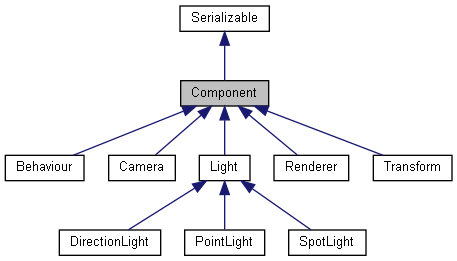 Serializable
Component
Behaviour
Camera
Light
Renderer
Transform
DirectionLight
PointLight
SpotLight